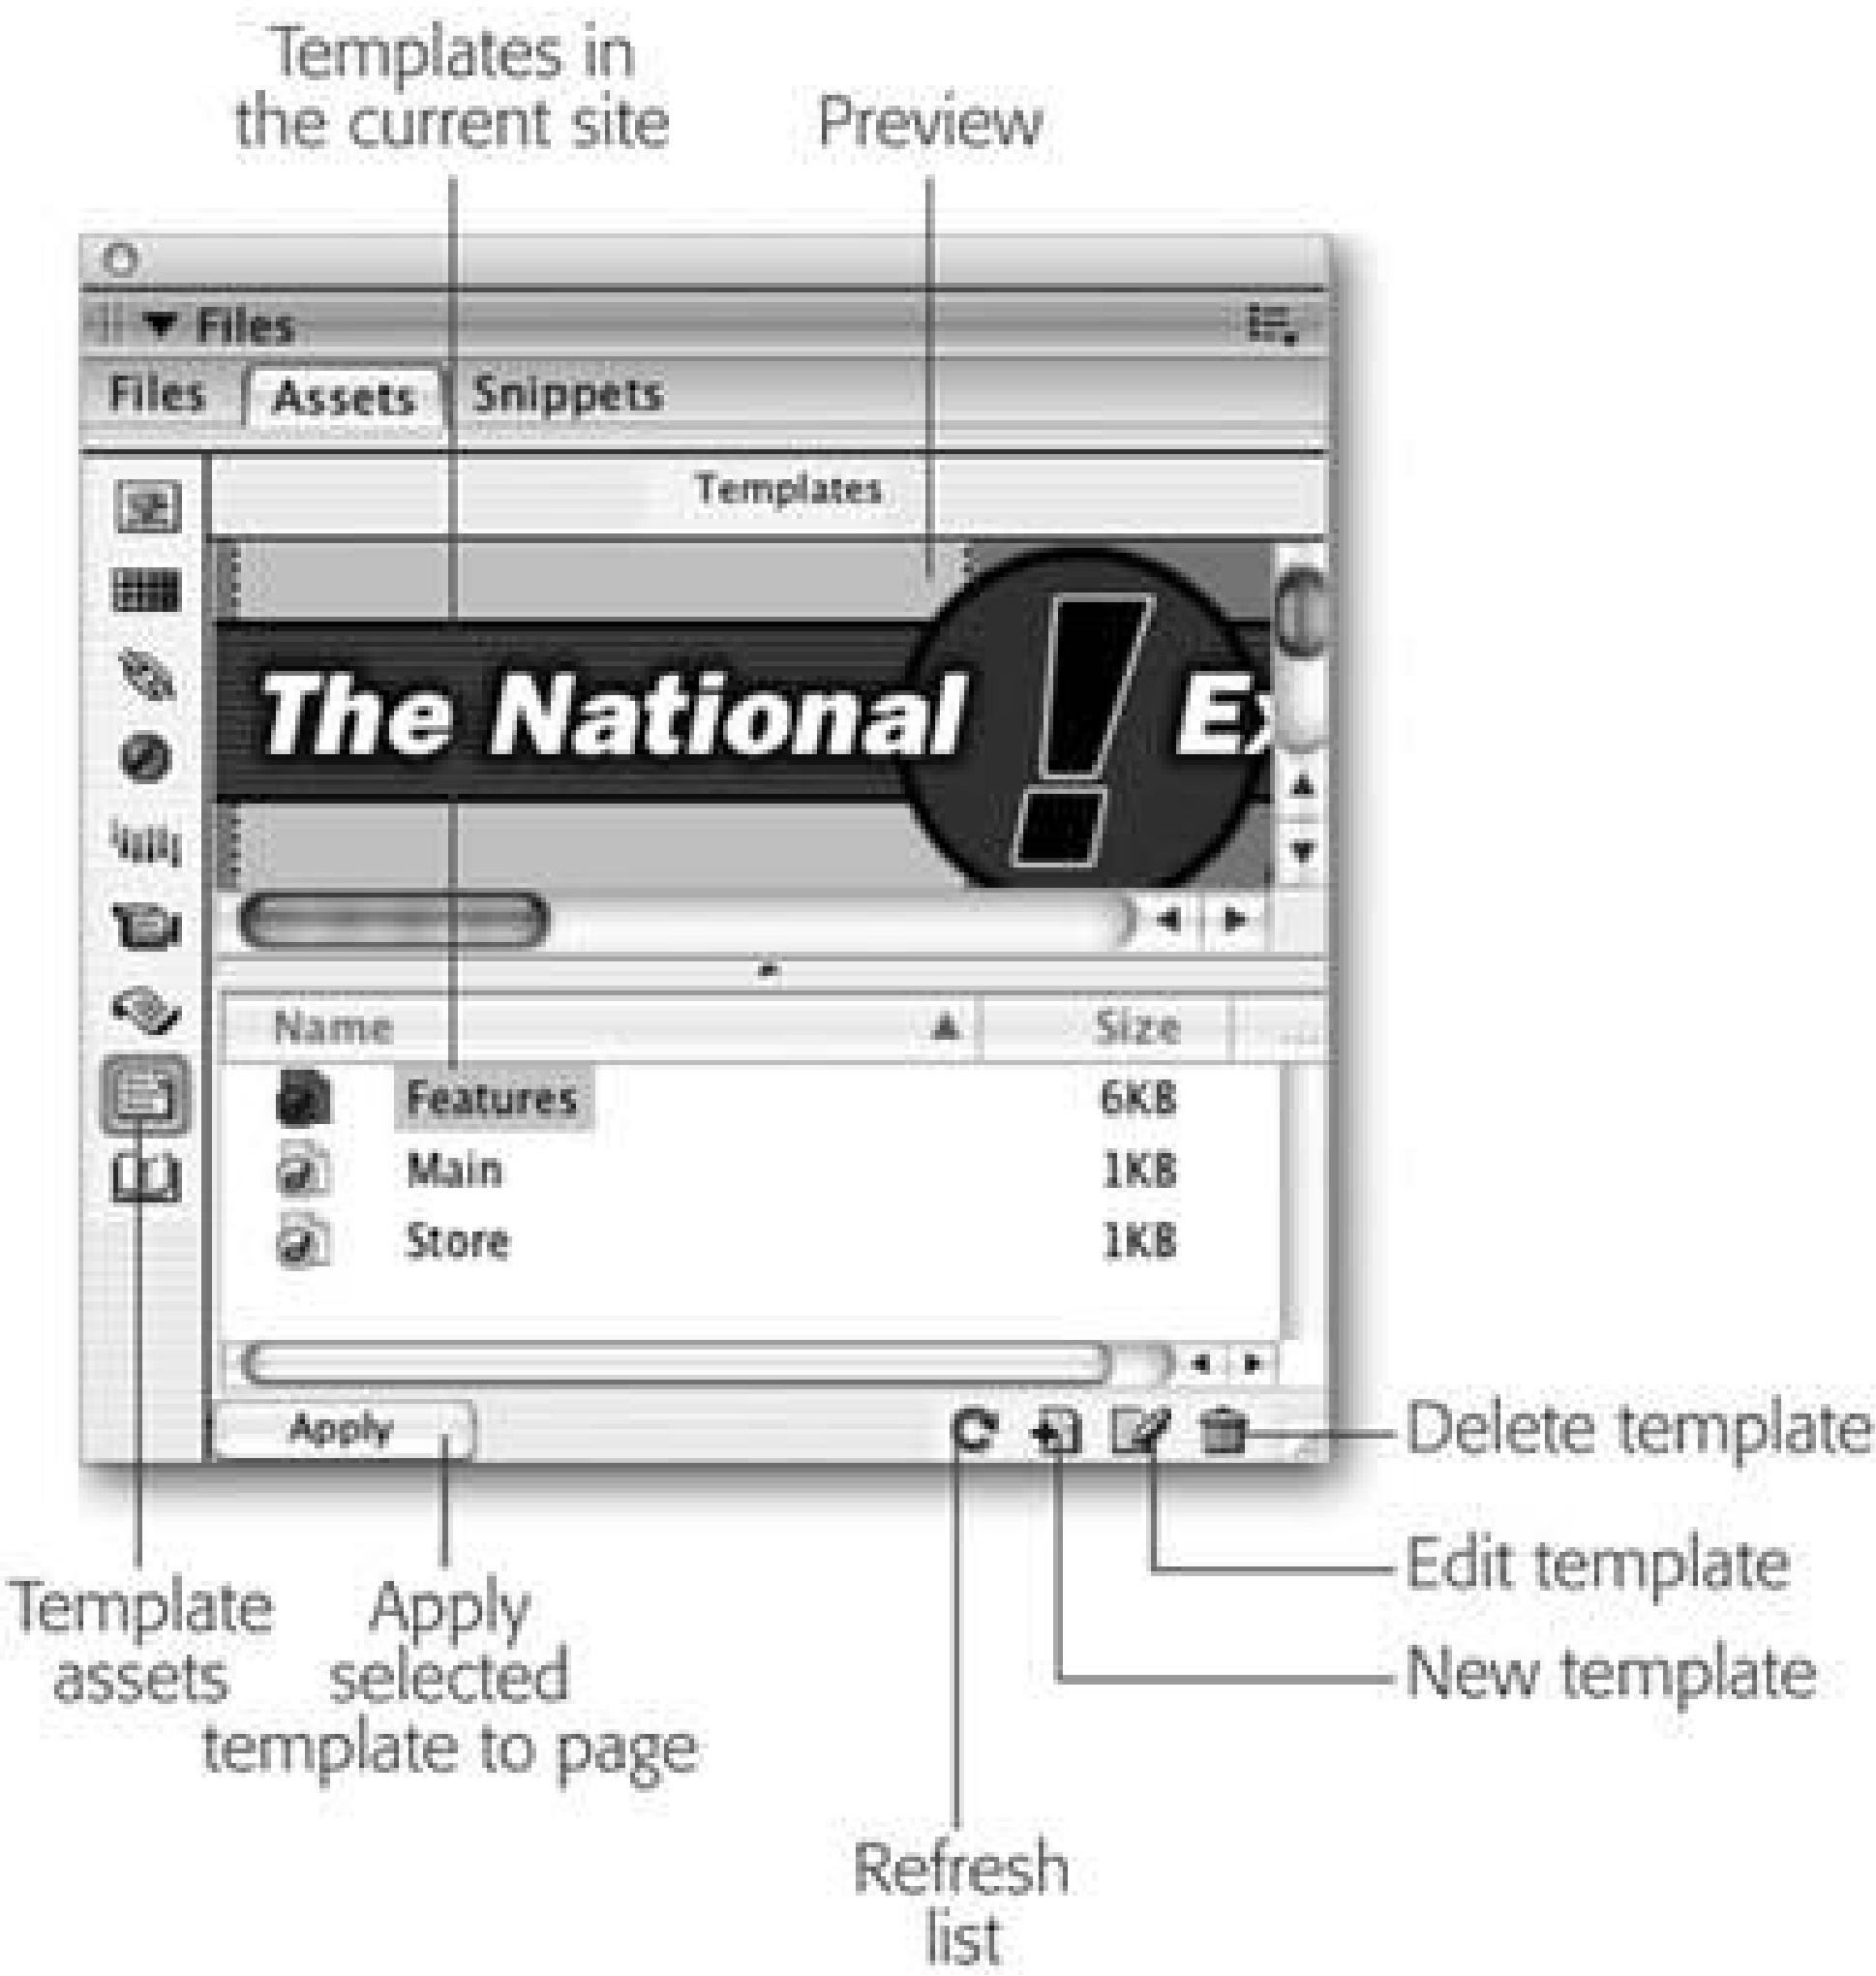 Templates in
the current site
Preview
Files
Files Assets Snippets
Templates
The National ! Ex
Name Size
Features 6KB
Main 1KB
Store 1KB
Apply
Delete template
Edit template
New template
Template
assets
Apply
selected
template to page
Refresh
list